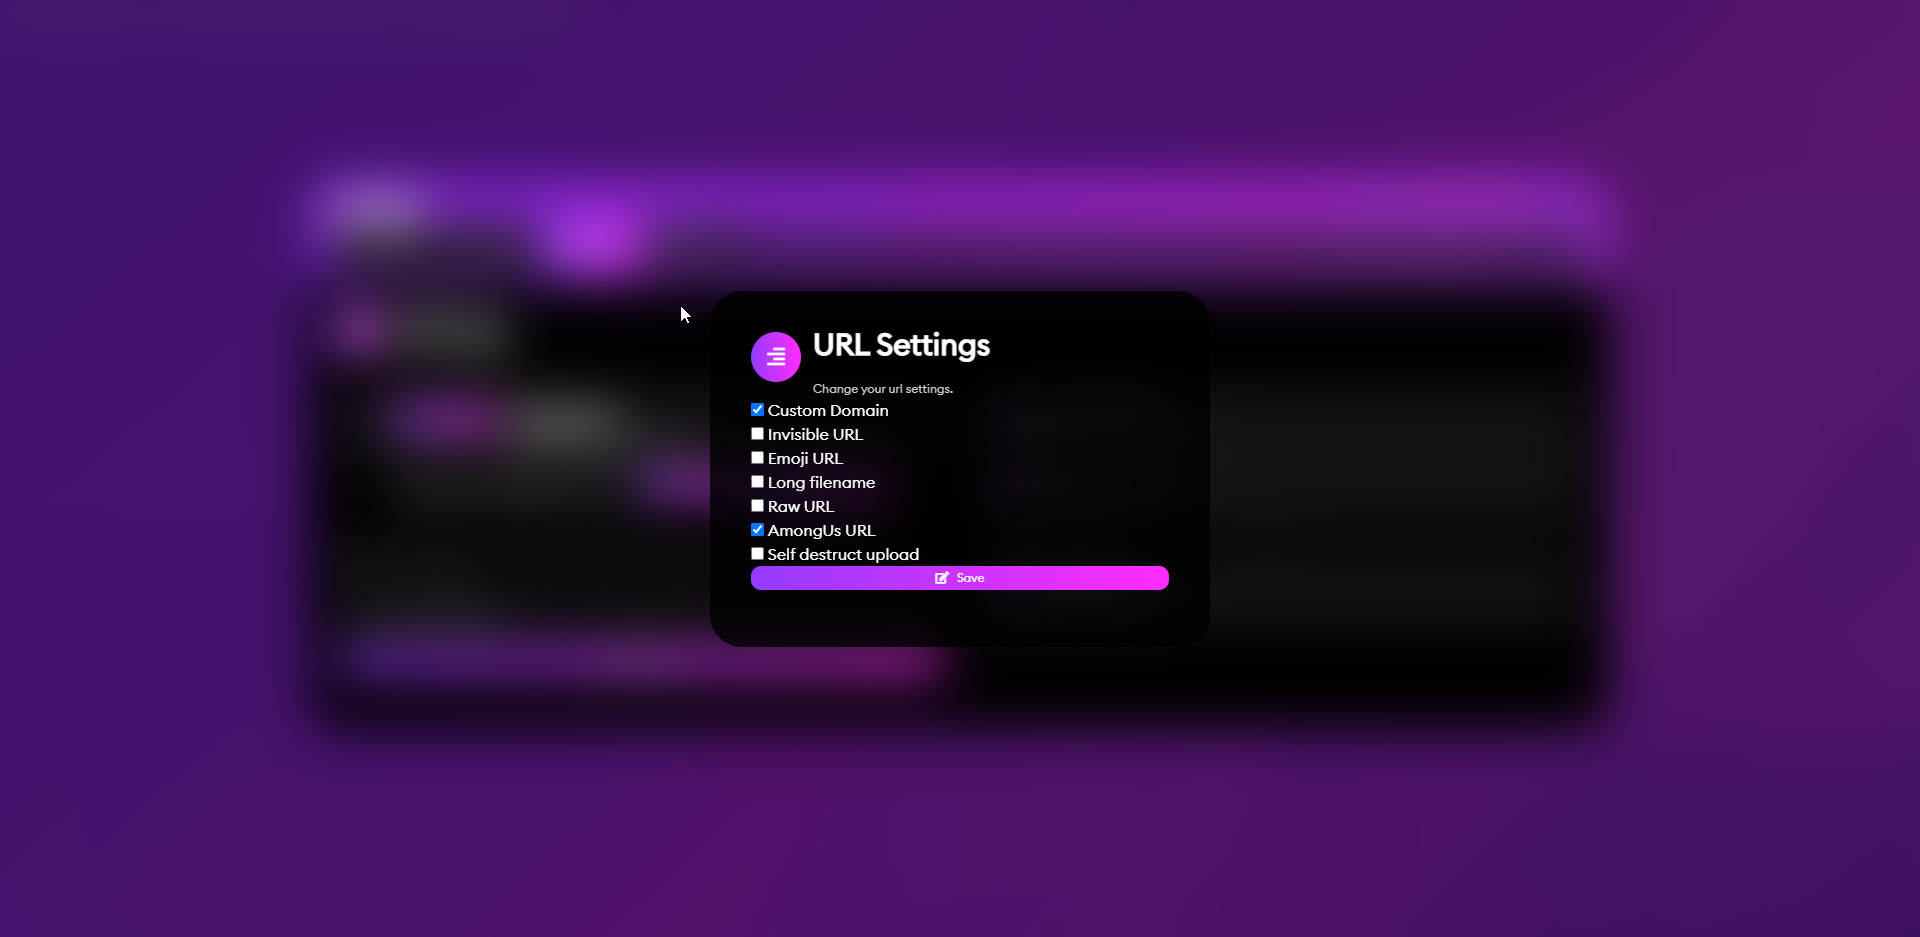 URL Settings
Change your url settings.
Custom Domain
Invisible URL
Emoji URL
Long filename
Raw URL
AmongUs URL
Self destruct upload
Save